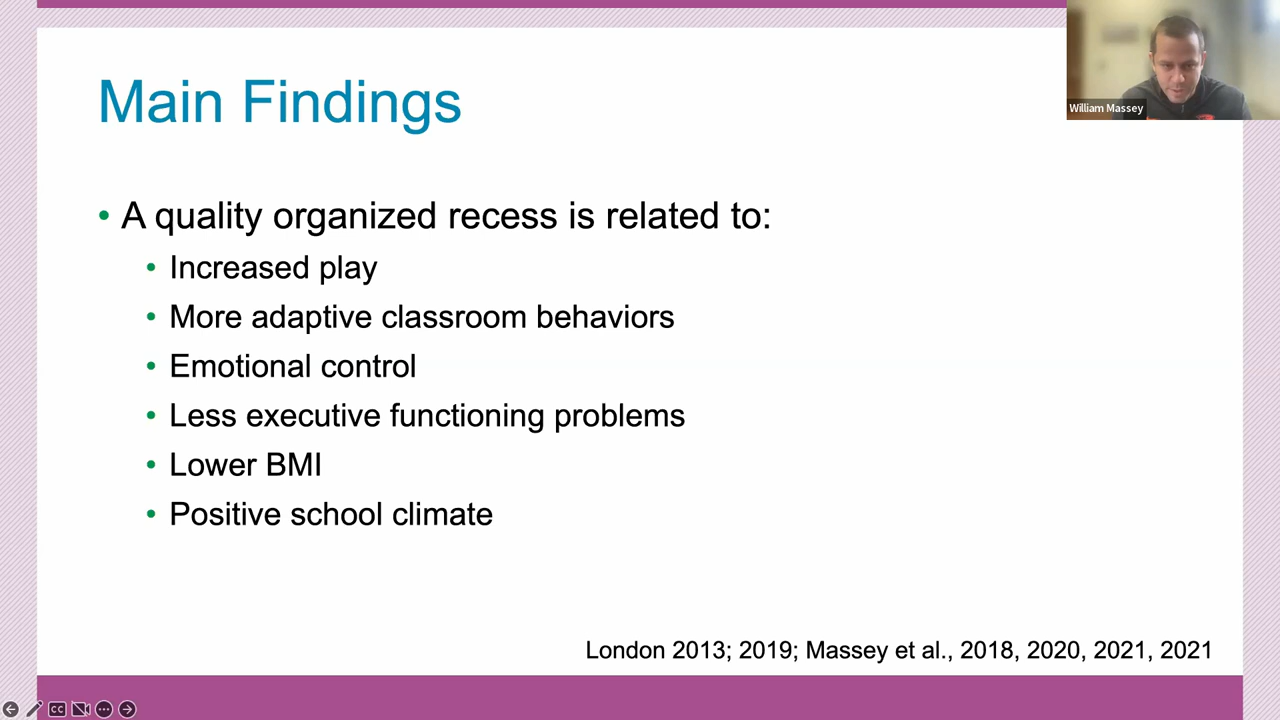 Main Findings
William Massey
• A quality organized recess is related to:
• Increased play
• More adaptive classroom behaviors
• Emotional control
• Less executive functioning problems
• Lower BMI
• Positive school climate
London 2013; 2019; Massey et al., 2018, 2020, 2021, 2021
CC